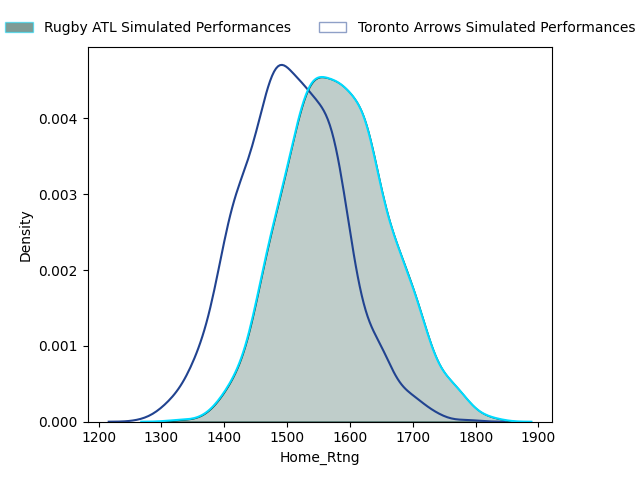 Rugby ATL Simulated Performances
Toronto Arrows Simulated Performances
Density
0.004
0.003
0.002
0.001
0.000
1200 1300 1400 1500 1600 1700 1800 1900
Home_Rtng